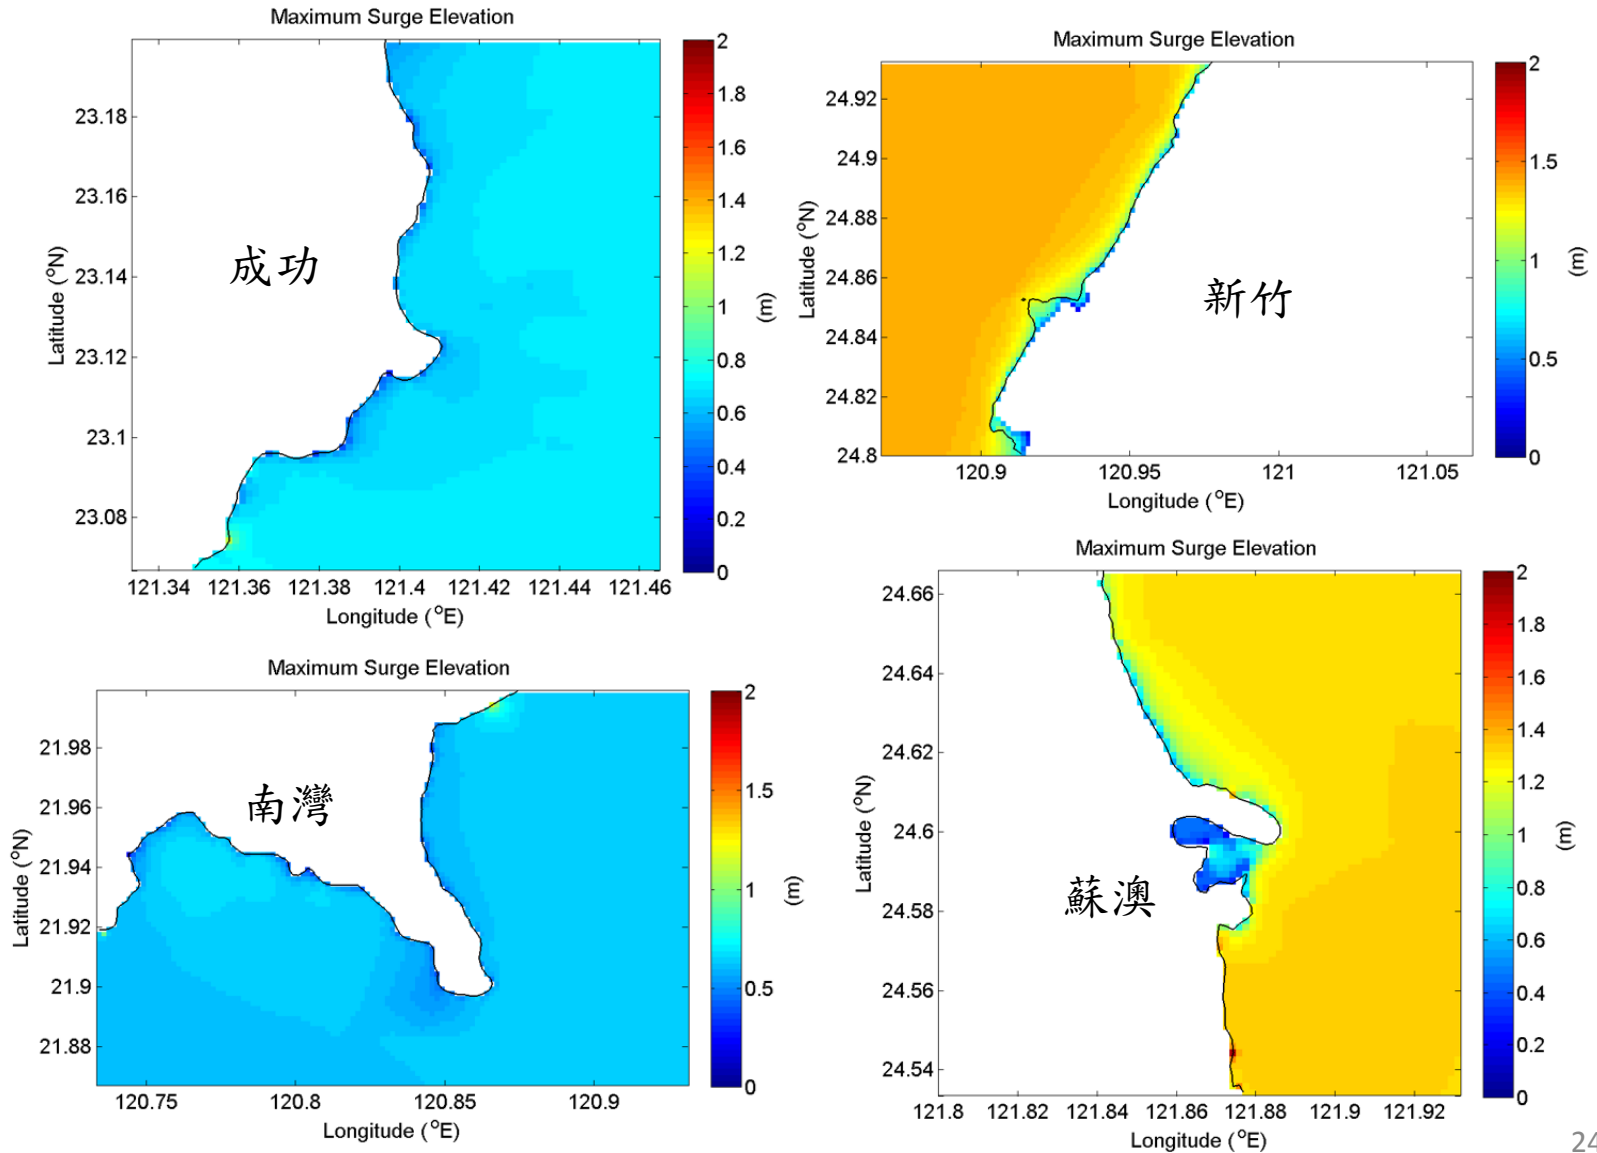 Maximum Surge Elevation
23.18
23.16
23.14
23.12
23.1
23.08
Latitude (°N)
成功
121.34 121.36 121.38 121.4 121.42 121.44 121.46
Longitude (°E)
2
1.8
1.6
1.4
1.2
1
0.8
0.6
0.4
0.2
0
(m)
Maximum Surge Elevation
24.92
24.9
24.88
24.86
24.84
24.82
24.8
Latitude (°N)
新竹
120.9 120.95 121 121.05
Longitude (°E)
2
1.5
1
0.5
0
(m)
Maximum Surge Elevation
21.98
21.96
21.94
21.92
21.9
21.88
Latitude (°N)
南灣
120.75 120.8 120.85 120.9
Longitude (°E)
2
1.5
1
0.5
0
(m)
Maximum Surge Elevation
24.66
24.64
24.62
24.6
24.58
24.56
24.54
Latitude (°N)
蘇澳
121.8 121.82 121.84 121.86 121.88 121.9 121.92
Longitude (°E)
2
1.8
1.6
1.4
1.2
1
0.8
0.6
0.4
0.2
0
(m)
24